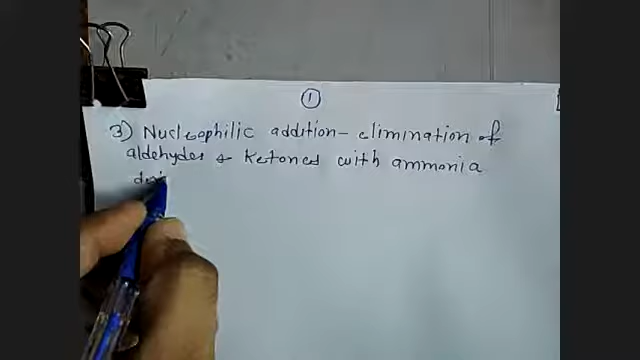 1
3) Nucleophilic addition - elimination of
aldehydes & Ketones with ammonia